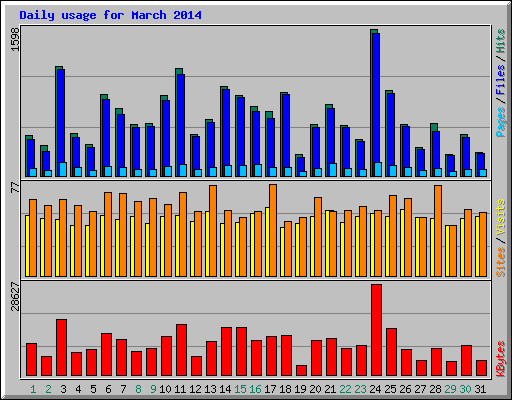 Daily usage for March 2014
1598
Pages / Files / Hits
77
Sites / Visits
28627
KBytes
1 2 3 4 5 6 7 8 9 10 11 12 13 14 15 16 17 18 19 20 21 22 23 24 25 26 27 28 29 30 31